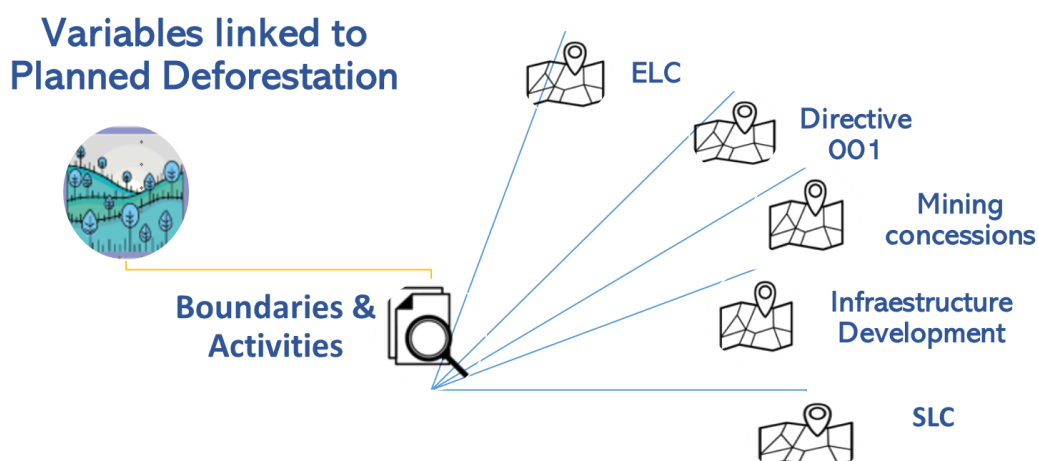 Variables linked to
Planned Deforestation
ELC
Directive
001
Mining
concessions
Boundaries &
Activities
Infraestructure
Development
SLC